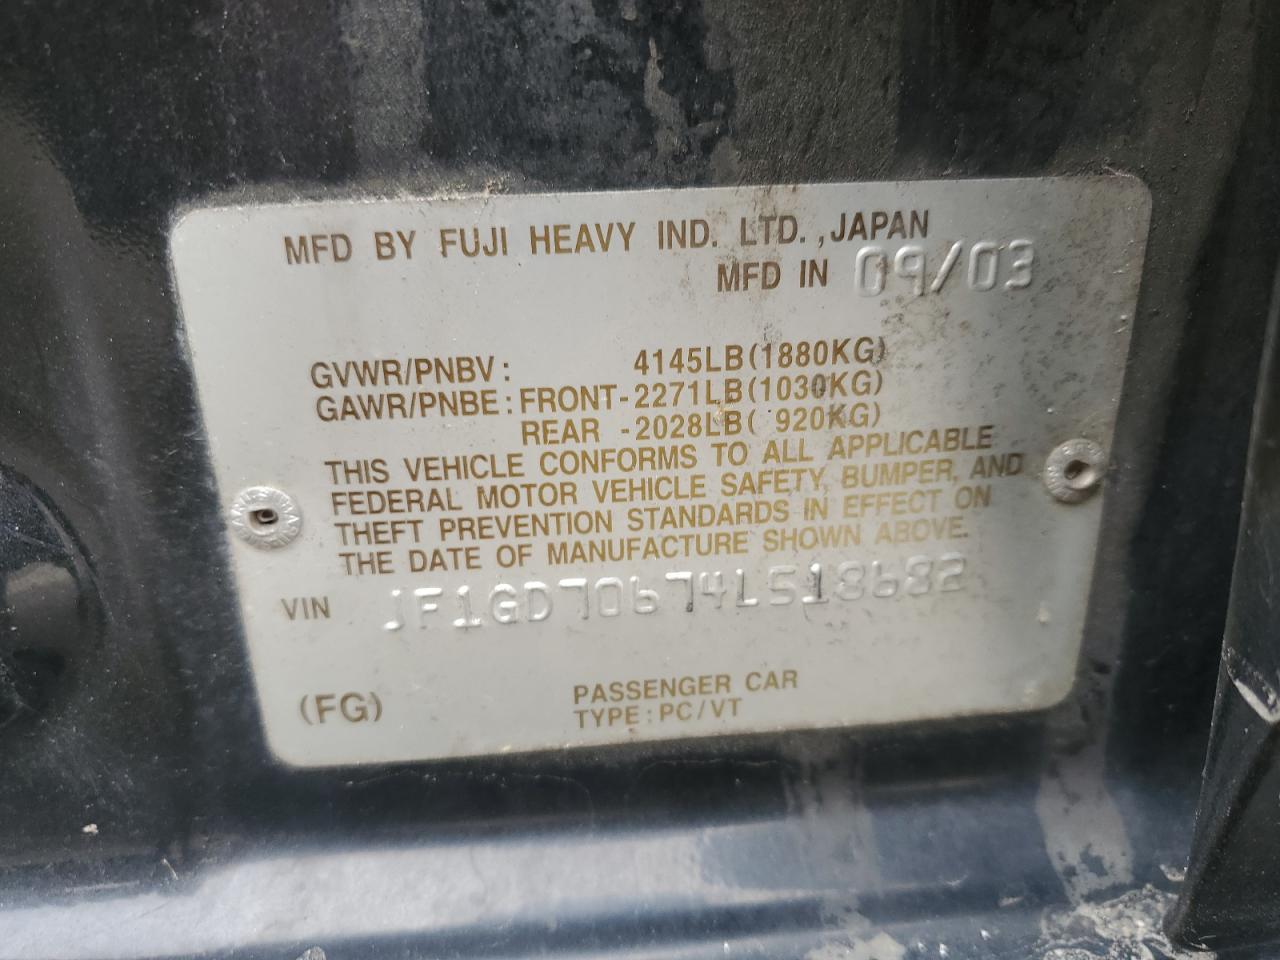 MFD BY FUJI HEAVY IND. LTD. ,JAPAN
MFD IN 09/03
GVWR/PNBV: 4145LB(1880KG)
GAWR/PNBE: FRONT-2271LB(1030KG)
REAR -2028LB( 920KG)
THIS VEHICLE CONFORMS TO ALL APPLICABLE
FEDERAL MOTOR VEHICLE SAFETY, BUMPER, AND
THEFT PREVENTION STANDARDS IN EFFECT ON
THE DATE OF MANUFACTURE SHOWN ABOVE.
VIN JF1GD70674L518682
(FG) PASSENGER CAR
TYPE: PC/VT